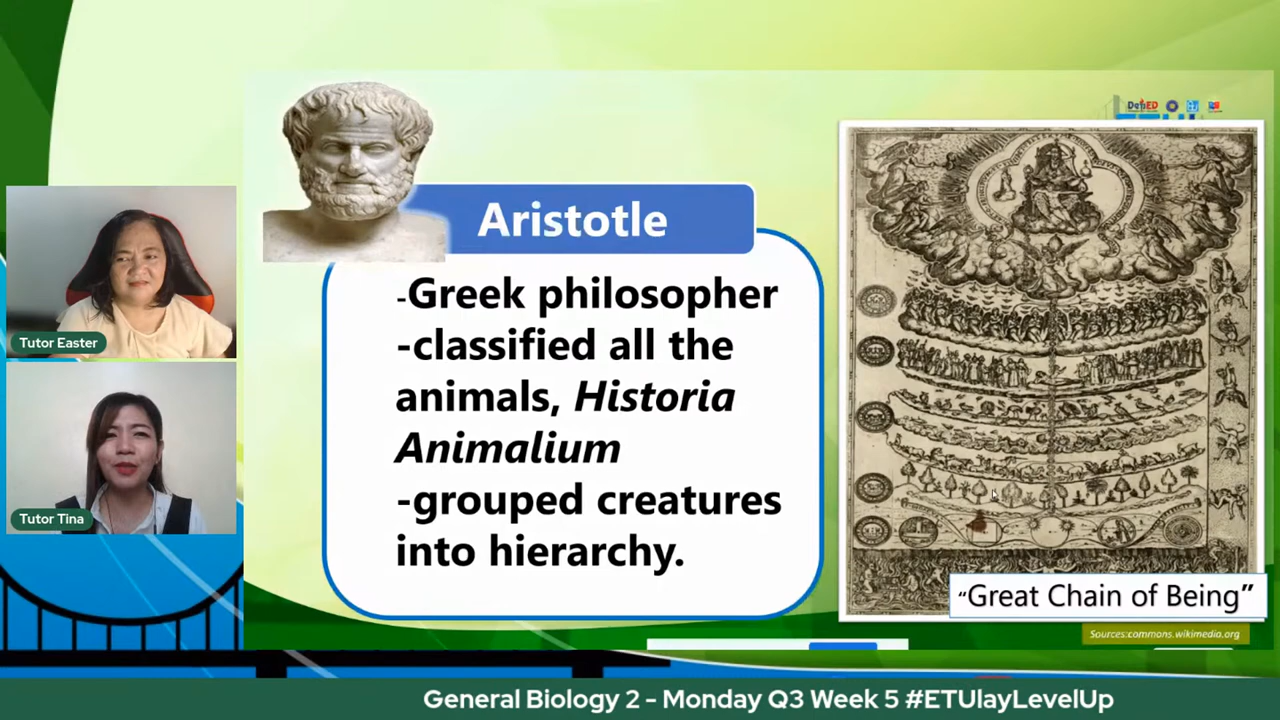 DepED
ETUL
Aristotle
-Greek philosopher
-classified all the
animals, Historia
Animalium
-grouped creatures
into hierarchy.
Tutor Easter
Tutor Tina
“Great Chain of Being”
Sources:commons.wikimedia.org
General Biology 2 - Monday Q3 Week 5 #ETUlayLevelUp